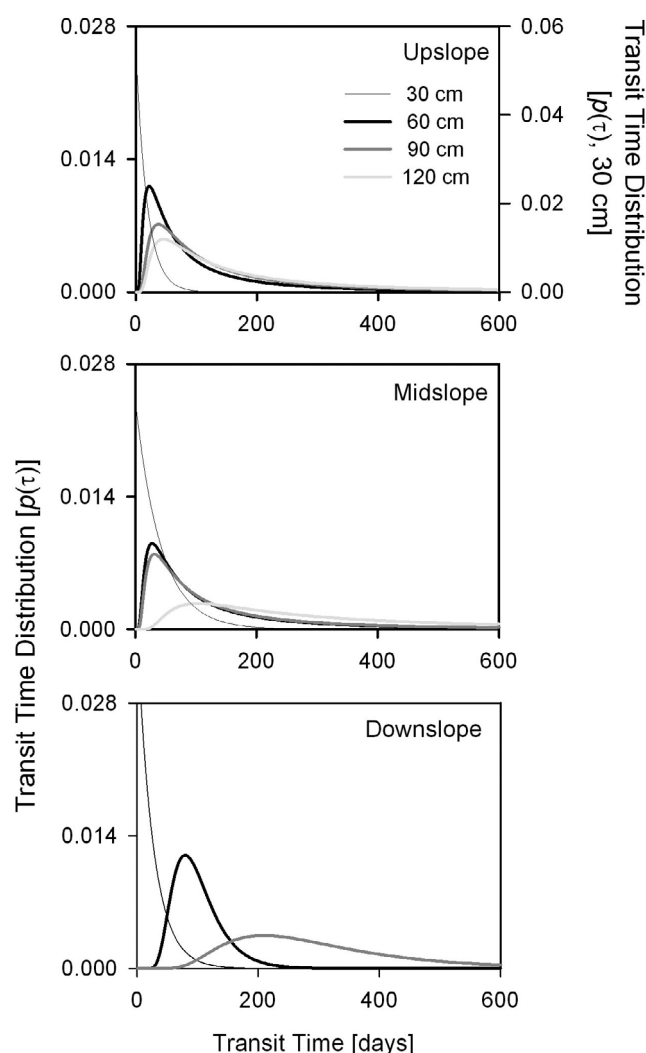 0.028
0.014
0.000
0 200 400 600
Upslope
30 cm
60 cm
90 cm
120 cm
0.06
0.04
0.02
0.00
Transit Time Distribution
[p(τ), 30 cm]
0.028
0.014
0.000
0 200 400 600
Midslope
Transit Time Distribution [p(τ)]
0.028
0.014
0.000
0 200 400 600
Downslope
Transit Time [days]